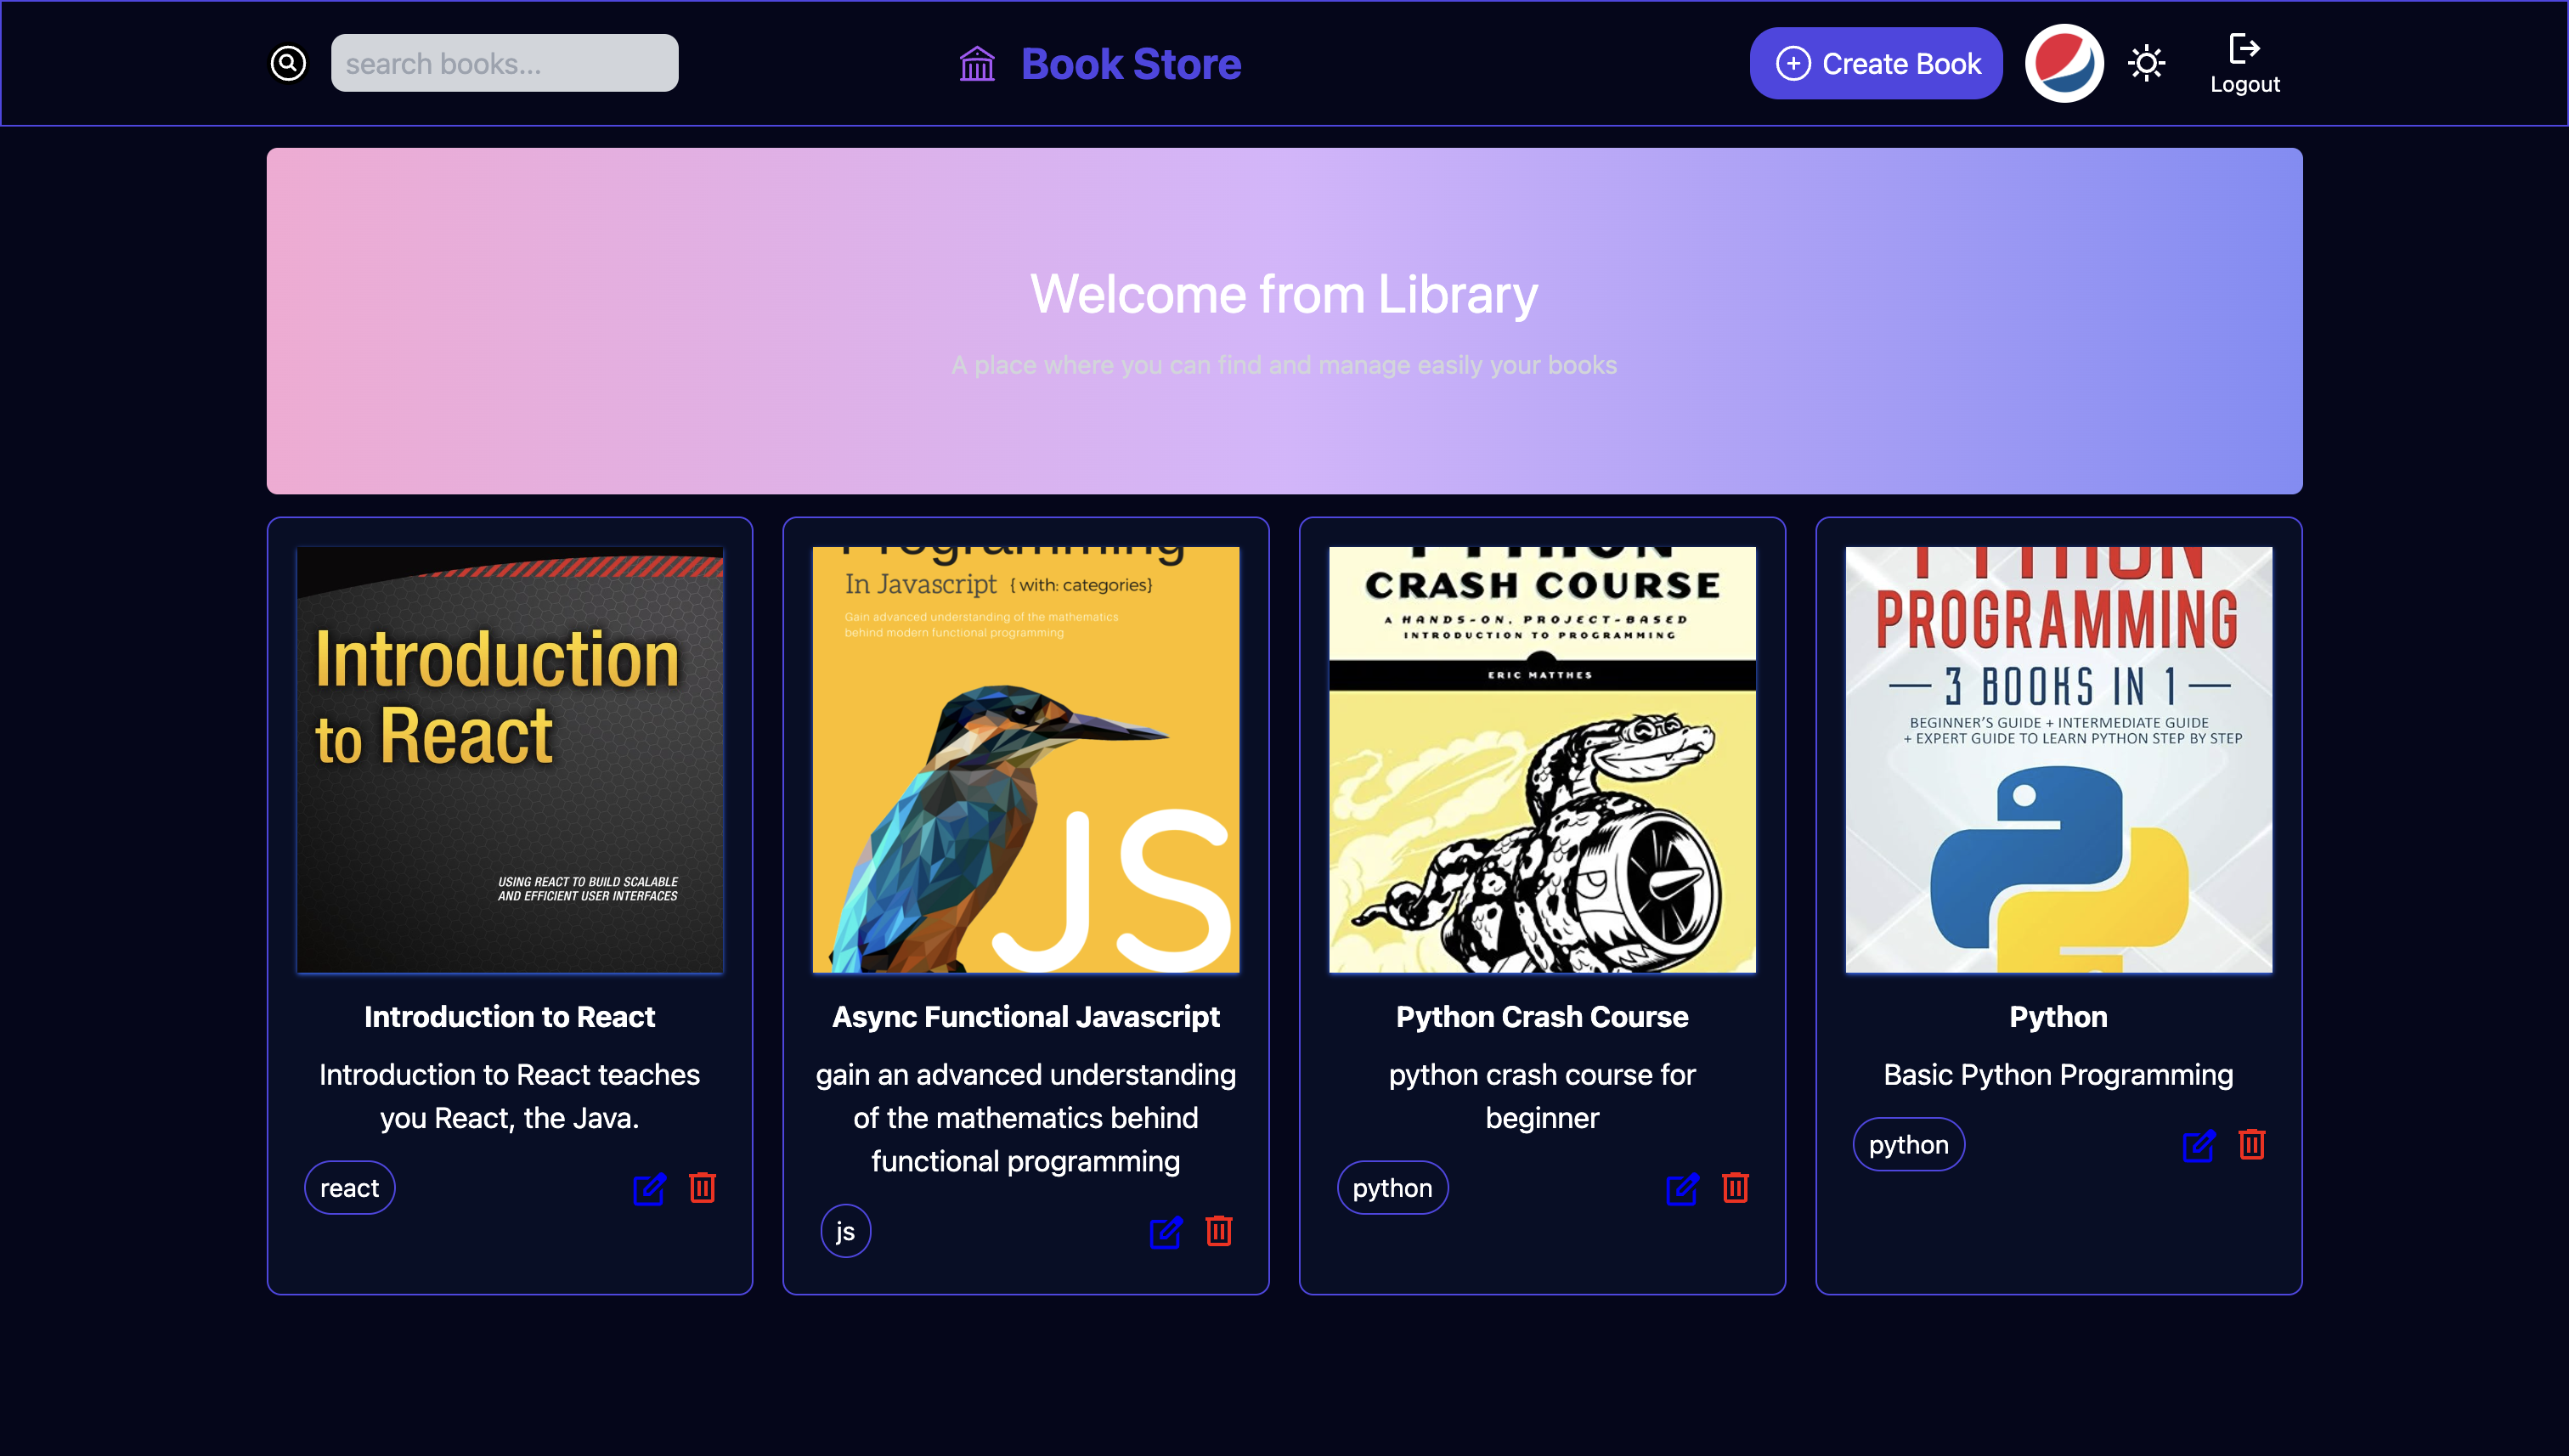 search books...
Book Store
Create Book
Logout
Welcome from Library
A place where you can find and manage easily your books
Introduction
to React
USING REACT TO BUILD SCALABLE
AND EFFICIENT USER INTERFACES
Introduction to React
Introduction to React teaches
you React, the Java.
react
Programming
In Javascript { with: categories}
Gain advanced understanding of the mathematics
behind modern functional programming
JS
Async Functional Javascript
gain an advanced understanding
of the mathematics behind
functional programming
js
PYTHON
CRASH COURSE
A HANDS-ON, PROJECT-BASED
INTRODUCTION TO PROGRAMMING
ERIC MATTHES
Python Crash Course
python crash course for
beginner
python
PYTHON
PROGRAMMING
3 BOOKS IN 1
BEGINNER'S GUIDE + INTERMEDIATE GUIDE
+ EXPERT GUIDE TO LEARN PYTHON STEP BY STEP
Python
Basic Python Programming
python